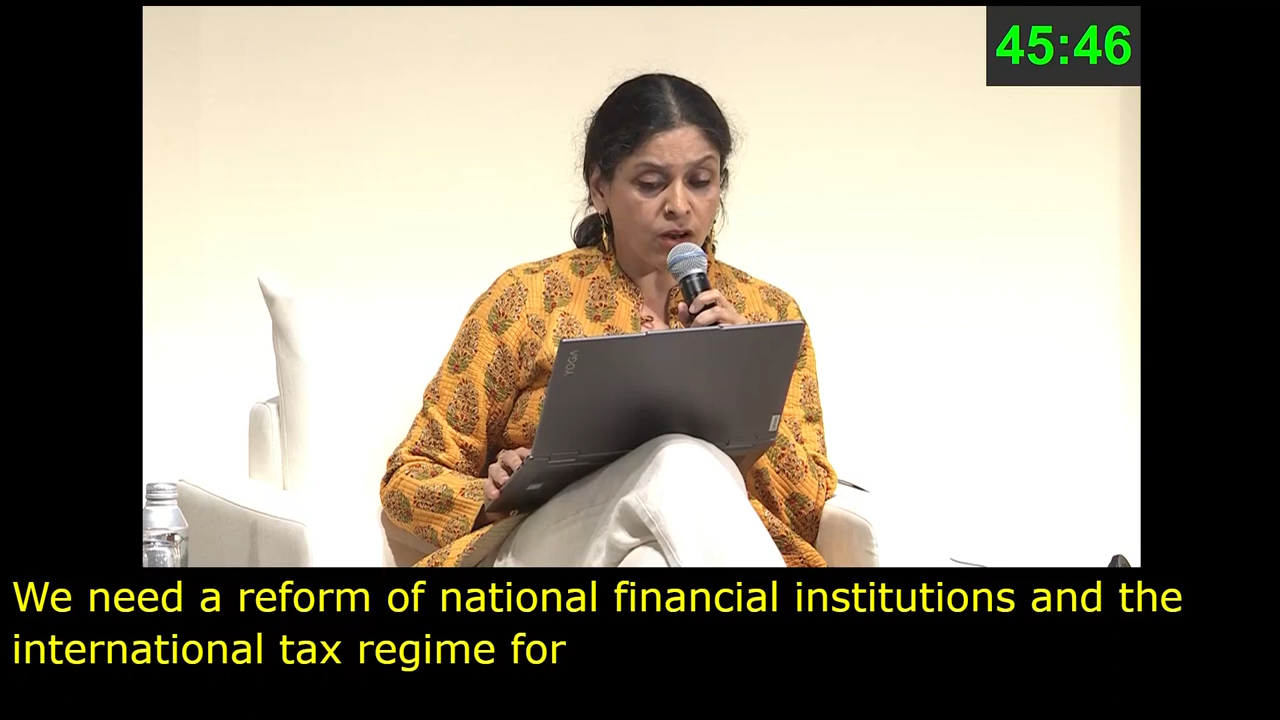 45:46
YOGA
We need a reform of national financial institutions and the
international tax regime for